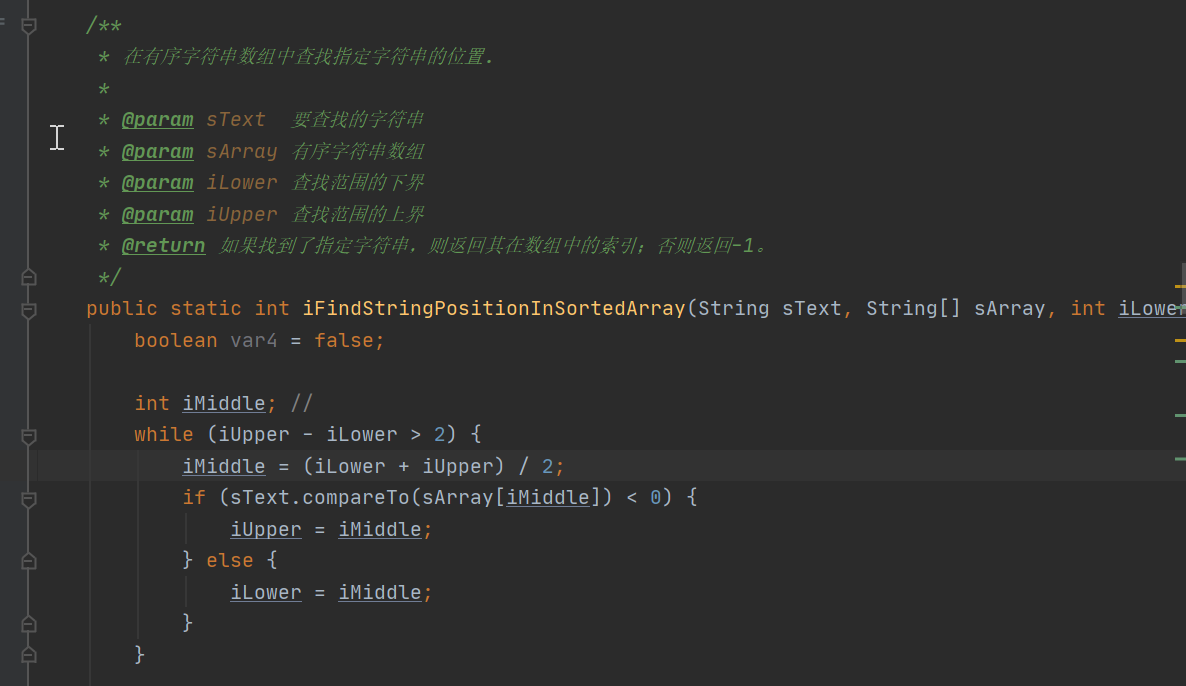 /**
* 在有序字符串数组中查找指定字符串的位置.
*
* @param sText 要查找的字符串
* @param sArray 有序字符串数组
* @param iLower 查找范围的下界
* @param iUpper 查找范围的上界
* @return 如果找到了指定字符串，则返回其在数组中的索引；否则返回-1。
*/
public static int iFindStringPositionInSortedArray(String sText, String[] sArray, int iLower
boolean var4 = false;
int iMiddle; //
while (iUpper - iLower > 2) {
iMiddle = (iLower + iUpper) / 2;
if (sText.compareTo(sArray[iMiddle]) < 0) {
iUpper = iMiddle;
} else {
iLower = iMiddle;
}
}